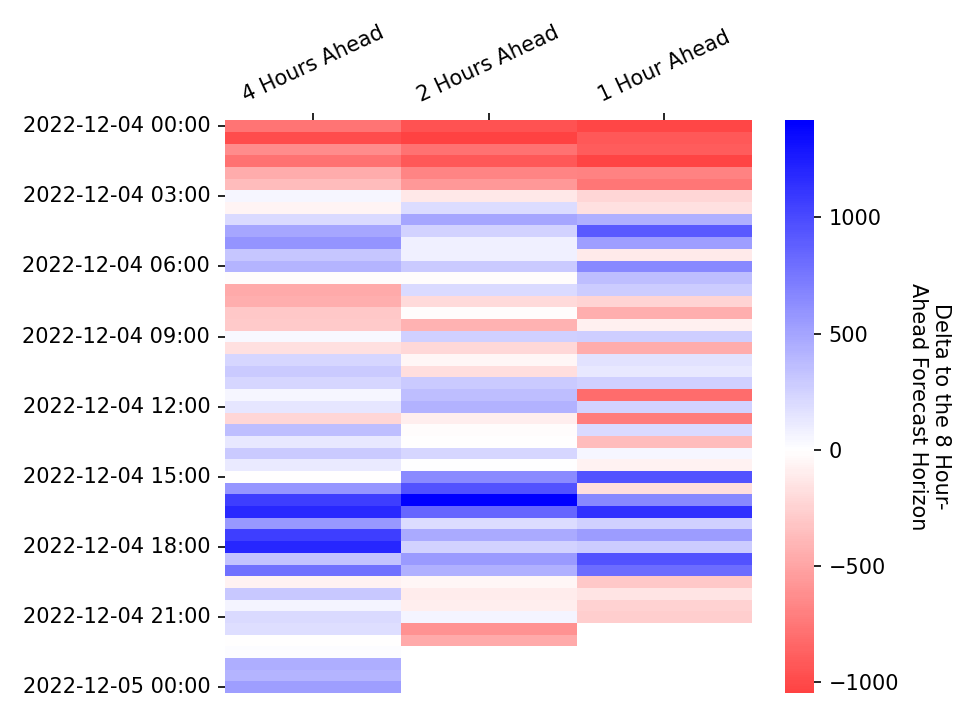 4 Hours Ahead
2 Hours Ahead
1 Hour Ahead
2022-12-04 00:00
2022-12-04 03:00
2022-12-04 06:00
2022-12-04 09:00
2022-12-04 12:00
2022-12-04 15:00
2022-12-04 18:00
2022-12-04 21:00
2022-12-05 00:00
1000
500
0
−500
−1000
Delta to the 8 Hour-
Ahead Forecast Horizon